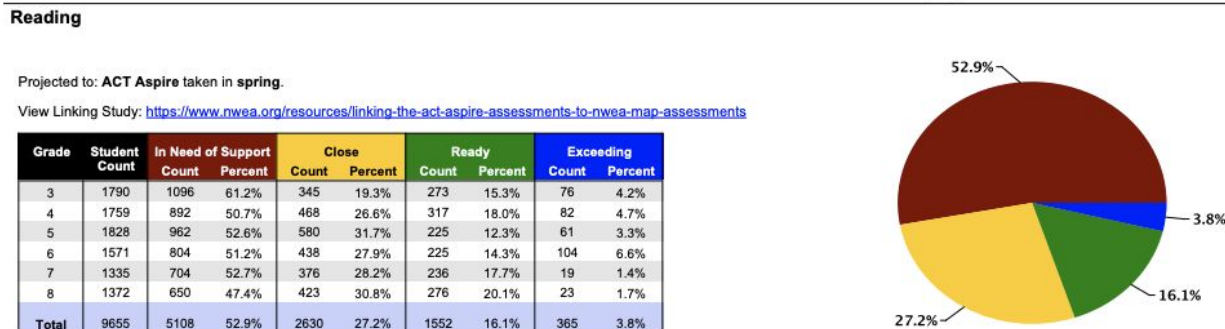 Reading
Projected to: ACT Aspire taken in spring.
View Linking Study: https://www.nwea.org/resources/linking-the-act-aspire-assessments-to-nwea-map-assessments
Grade Student Count In Need of Support Close Ready Exceeding
Count Percent Count Percent Count Percent Count Percent
3 1790 1096 61.2% 345 19.3% 273 15.3% 76 4.2%
4 1759 892 50.7% 468 26.6% 317 18.0% 82 4.7%
5 1828 962 52.6% 580 31.7% 225 12.3% 61 3.3%
6 1571 804 51.2% 438 27.9% 225 14.3% 104 6.6%
7 1335 704 52.7% 376 28.2% 236 17.7% 19 1.4%
8 1372 650 47.4% 423 30.8% 276 20.1% 23 1.7%
Total 9655 5108 52.9% 2630 27.2% 1552 16.1% 365 3.8%
52.9%
3.8%
16.1%
27.2%